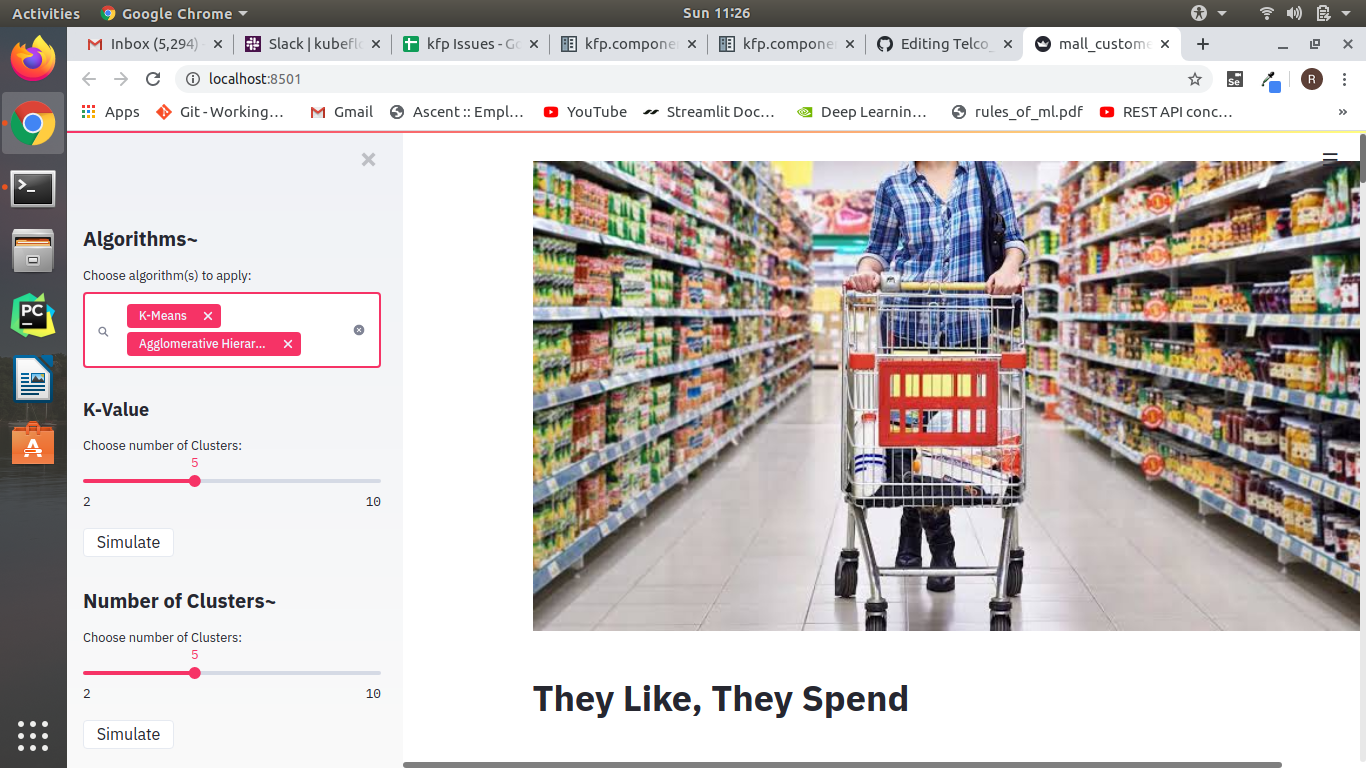 Activities
Google Chrome
Sun 11:26
Inbox (5,294)
Slack | kubeflo
kfp Issues - Go
kfp.compone
kfp.compone
Editing Telco_
mall_custome
localhost:8501
Se
R
Apps
Git - Working…
Gmail
Ascent :: Empl…
YouTube
Streamlit Doc…
Deep Learnin…
rules_of_ml.pdf
REST API conc…
»
PC
Algorithms~
Choose algorithm(s) to apply:
K-Means
Agglomerative Hierar…
K-Value
Choose number of Clusters:
5
2
10
Simulate
Number of Clusters~
Choose number of Clusters:
5
2
10
Simulate
They Like, They Spend